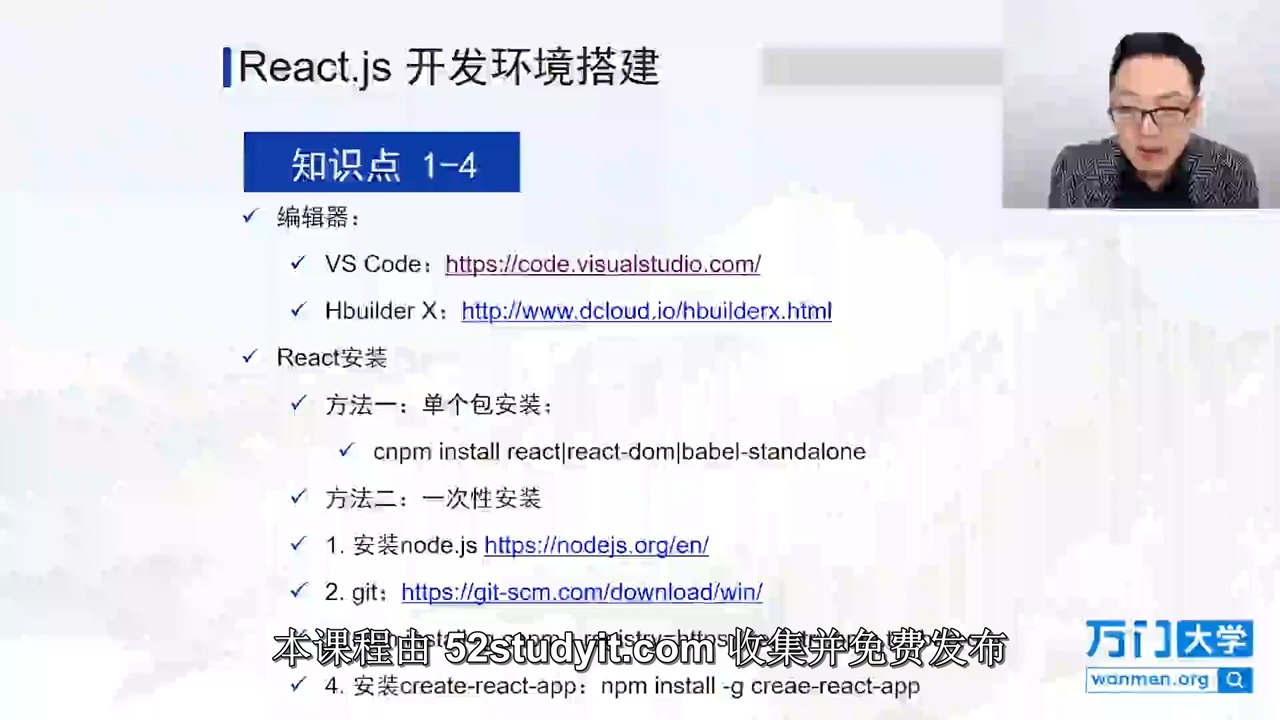 React.js 开发环境搭建
知识点 1-4
编辑器：
VS Code：https://code.visualstudio.com/
Hbuilder X：http://www.dcloud.io/hbuilderx.html
React安装
方法一：单个包安装；
cnpm install react|react-dom|babel-standalone
方法二：一次性安装
1. 安装node.js https://nodejs.org/en/
2. git：https://git-scm.com/download/win/
本课程由 52studyit.com 收集并免费发布
4. 安装create-react-app：npm install -g creae-react-app
万门大学
wanmen.org